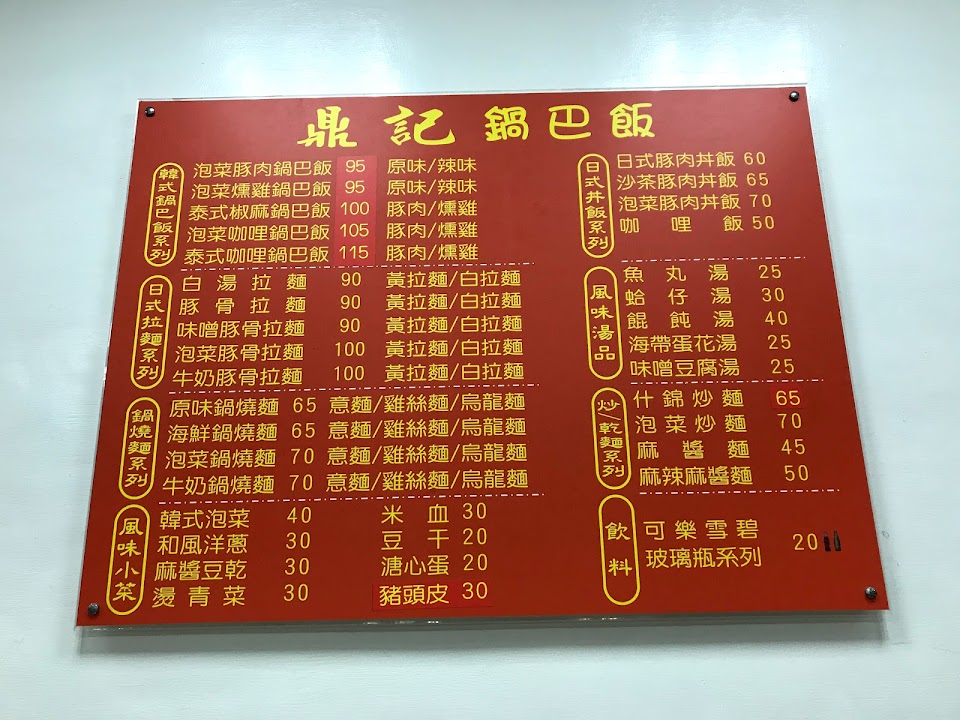 鼎記鍋巴飯
韓式鍋巴飯系列
泡菜豚肉鍋巴飯 95 原味/辣味
泡菜燻雞鍋巴飯 95 原味/辣味
泰式椒麻鍋巴飯 100 豚肉/燻雞
泡菜咖哩鍋巴飯 105 豚肉/燻雞
泰式咖哩鍋巴飯 115 豚肉/燻雞
日式拉麵系列
白湯拉麵 90 黃拉麵/白拉麵
豚骨拉麵 90 黃拉麵/白拉麵
味噌豚骨拉麵 90 黃拉麵/白拉麵
泡菜豚骨拉麵 100 黃拉麵/白拉麵
牛奶豚骨拉麵 100 黃拉麵/白拉麵
鍋燒麵系列
原味鍋燒麵 65 意麵/雞絲麵/烏龍麵
海鮮鍋燒麵 65 意麵/雞絲麵/烏龍麵
泡菜鍋燒麵 70 意麵/雞絲麵/烏龍麵
牛奶鍋燒麵 70 意麵/雞絲麵/烏龍麵
風味小菜
韓式泡菜 40
和風洋蔥 30
麻醬豆乾 30
燙青菜 30
米血 30
豆干 20
溏心蛋 20
豬頭皮 30
日式丼飯系列
日式豚肉丼飯 60
沙茶豚肉丼飯 65
泡菜豚肉丼飯 70
咖哩飯 50
風味湯品
魚丸湯 25
蛤仔湯 30
餛飩湯 40
海帶蛋花湯 25
味噌豆腐湯 25
炒/乾麵系列
什錦炒麵 65
泡菜炒麵 70
麻醬麵 45
麻辣麻醬麵 50
飲料
可樂雪碧
玻璃瓶系列 20